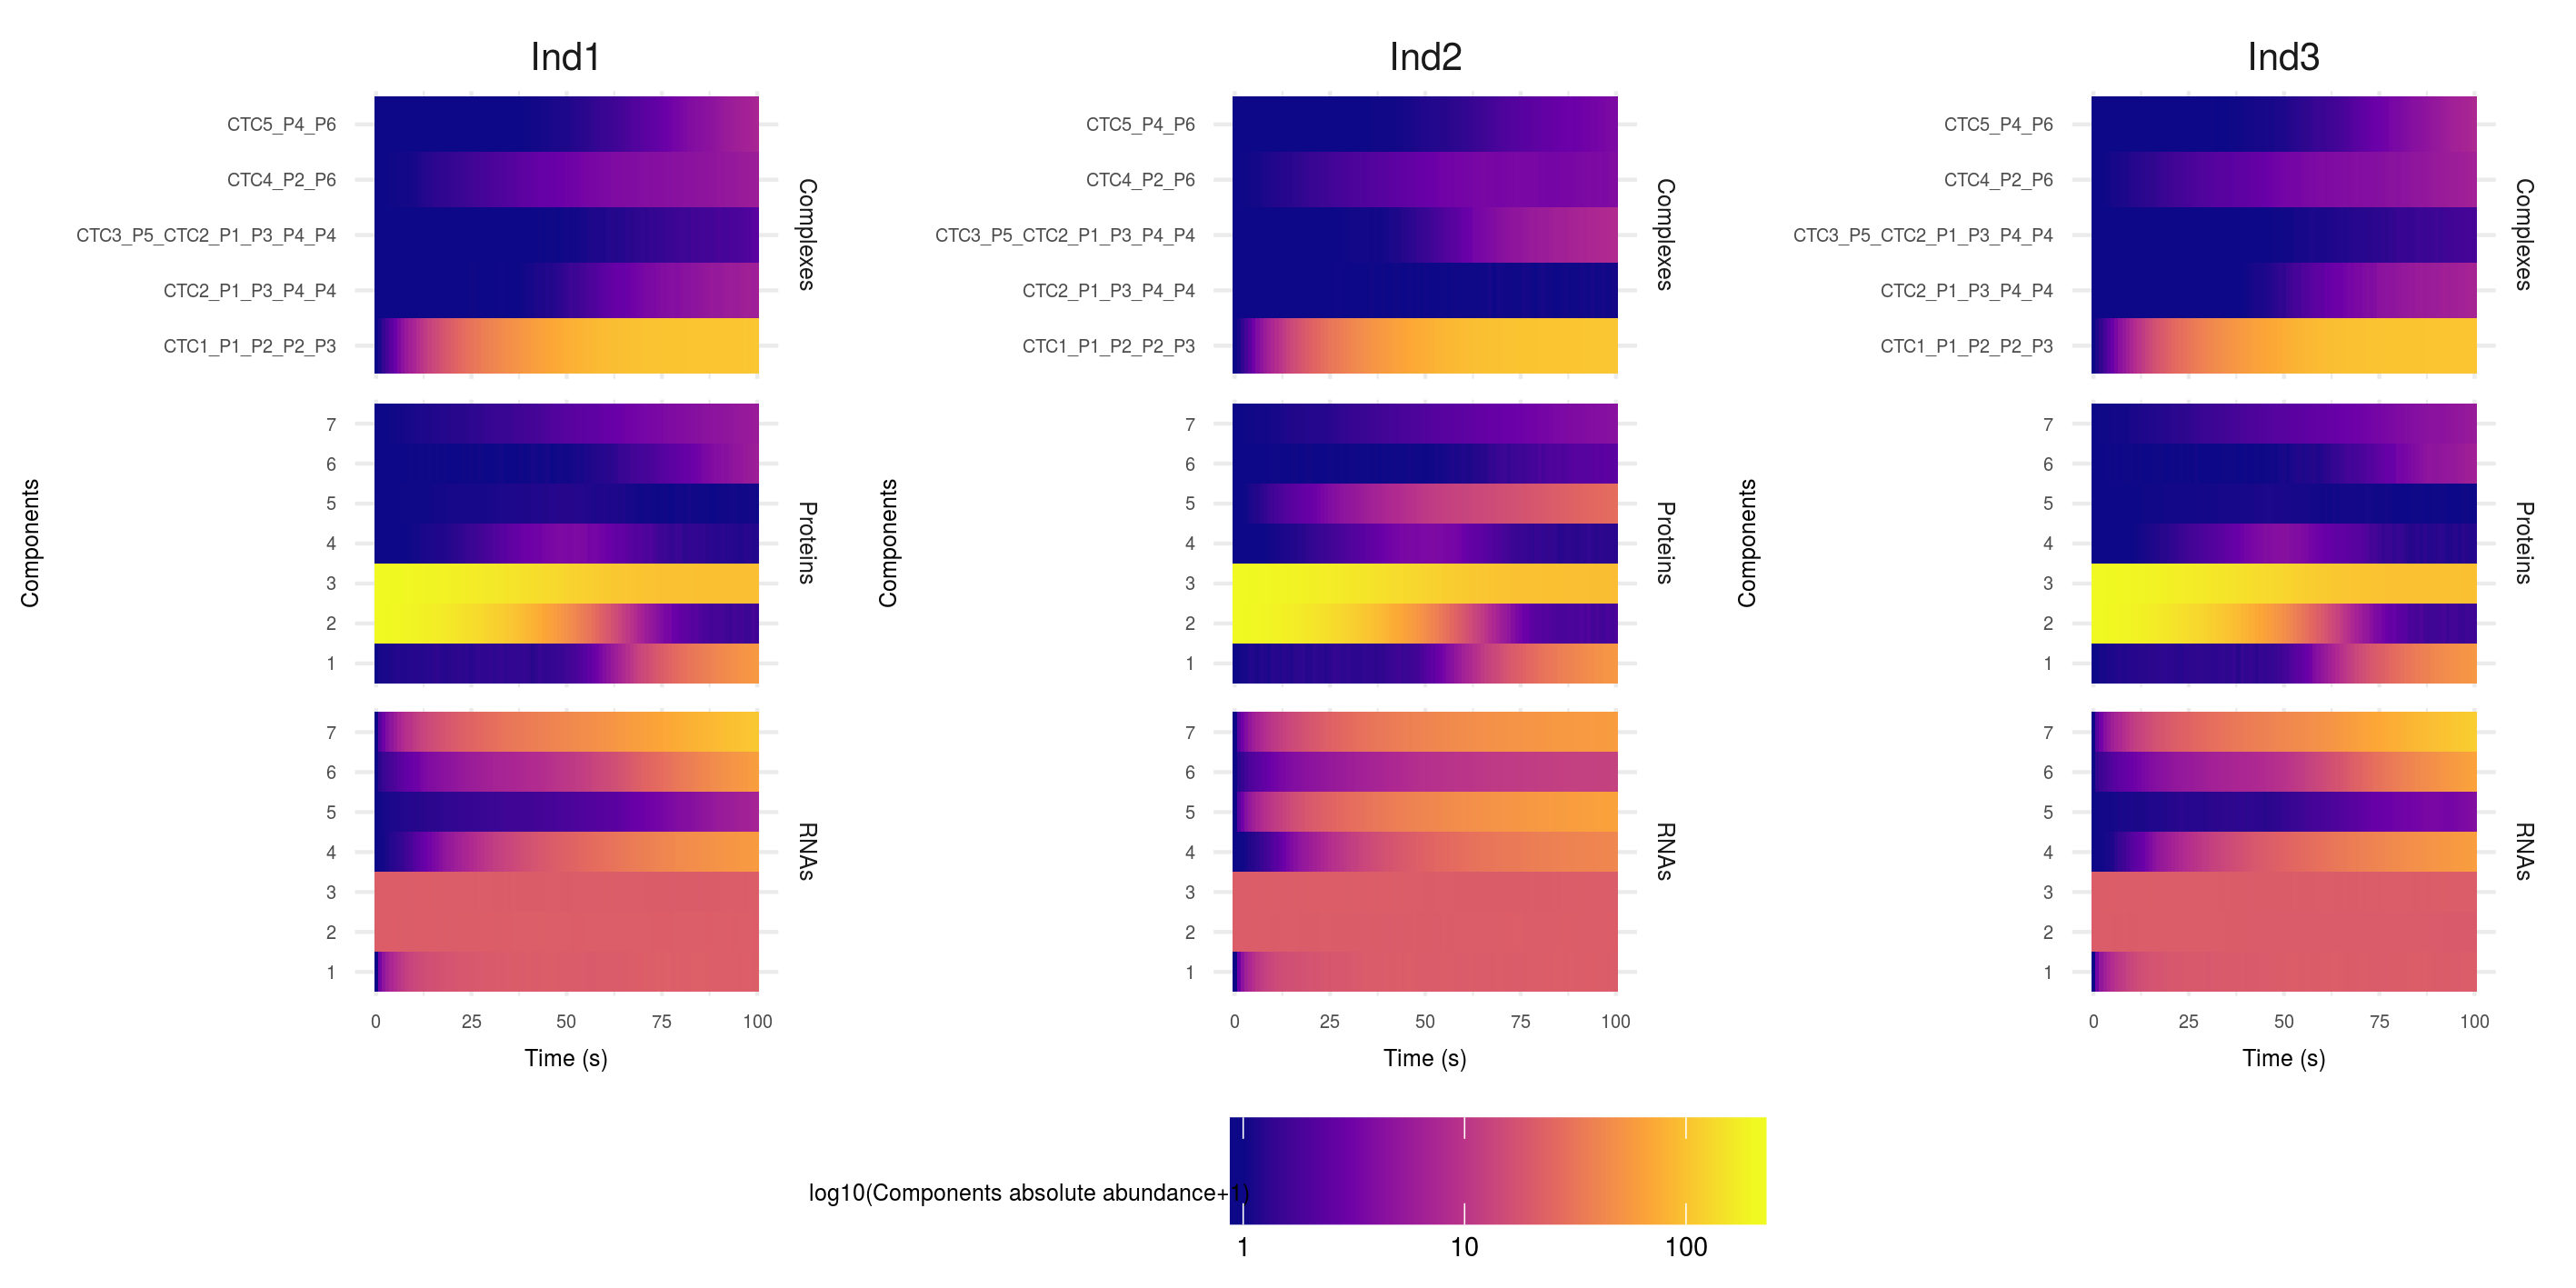 Ind1
CTC5_P4_P6
CTC4_P2_P6
CTC3_P5_CTC2_P1_P3_P4_P4
CTC2_P1_P3_P4_P4
CTC1_P1_P2_P2_P3
Complexes
7
6
5
4
3
2
1
Proteins
7
6
5
4
3
2
1
RNAs
Components
0 25 50 75 100
Time (s)
Ind2
CTC5_P4_P6
CTC4_P2_P6
CTC3_P5_CTC2_P1_P3_P4_P4
CTC2_P1_P3_P4_P4
CTC1_P1_P2_P2_P3
Complexes
7
6
5
4
3
2
1
Proteins
7
6
5
4
3
2
1
RNAs
Components
0 25 50 75 100
Time (s)
Ind3
CTC5_P4_P6
CTC4_P2_P6
CTC3_P5_CTC2_P1_P3_P4_P4
CTC2_P1_P3_P4_P4
CTC1_P1_P2_P2_P3
Complexes
7
6
5
4
3
2
1
Proteins
7
6
5
4
3
2
1
RNAs
Components
0 25 50 75 100
Time (s)
log10(Components absolute abundance+1)
1 10 100